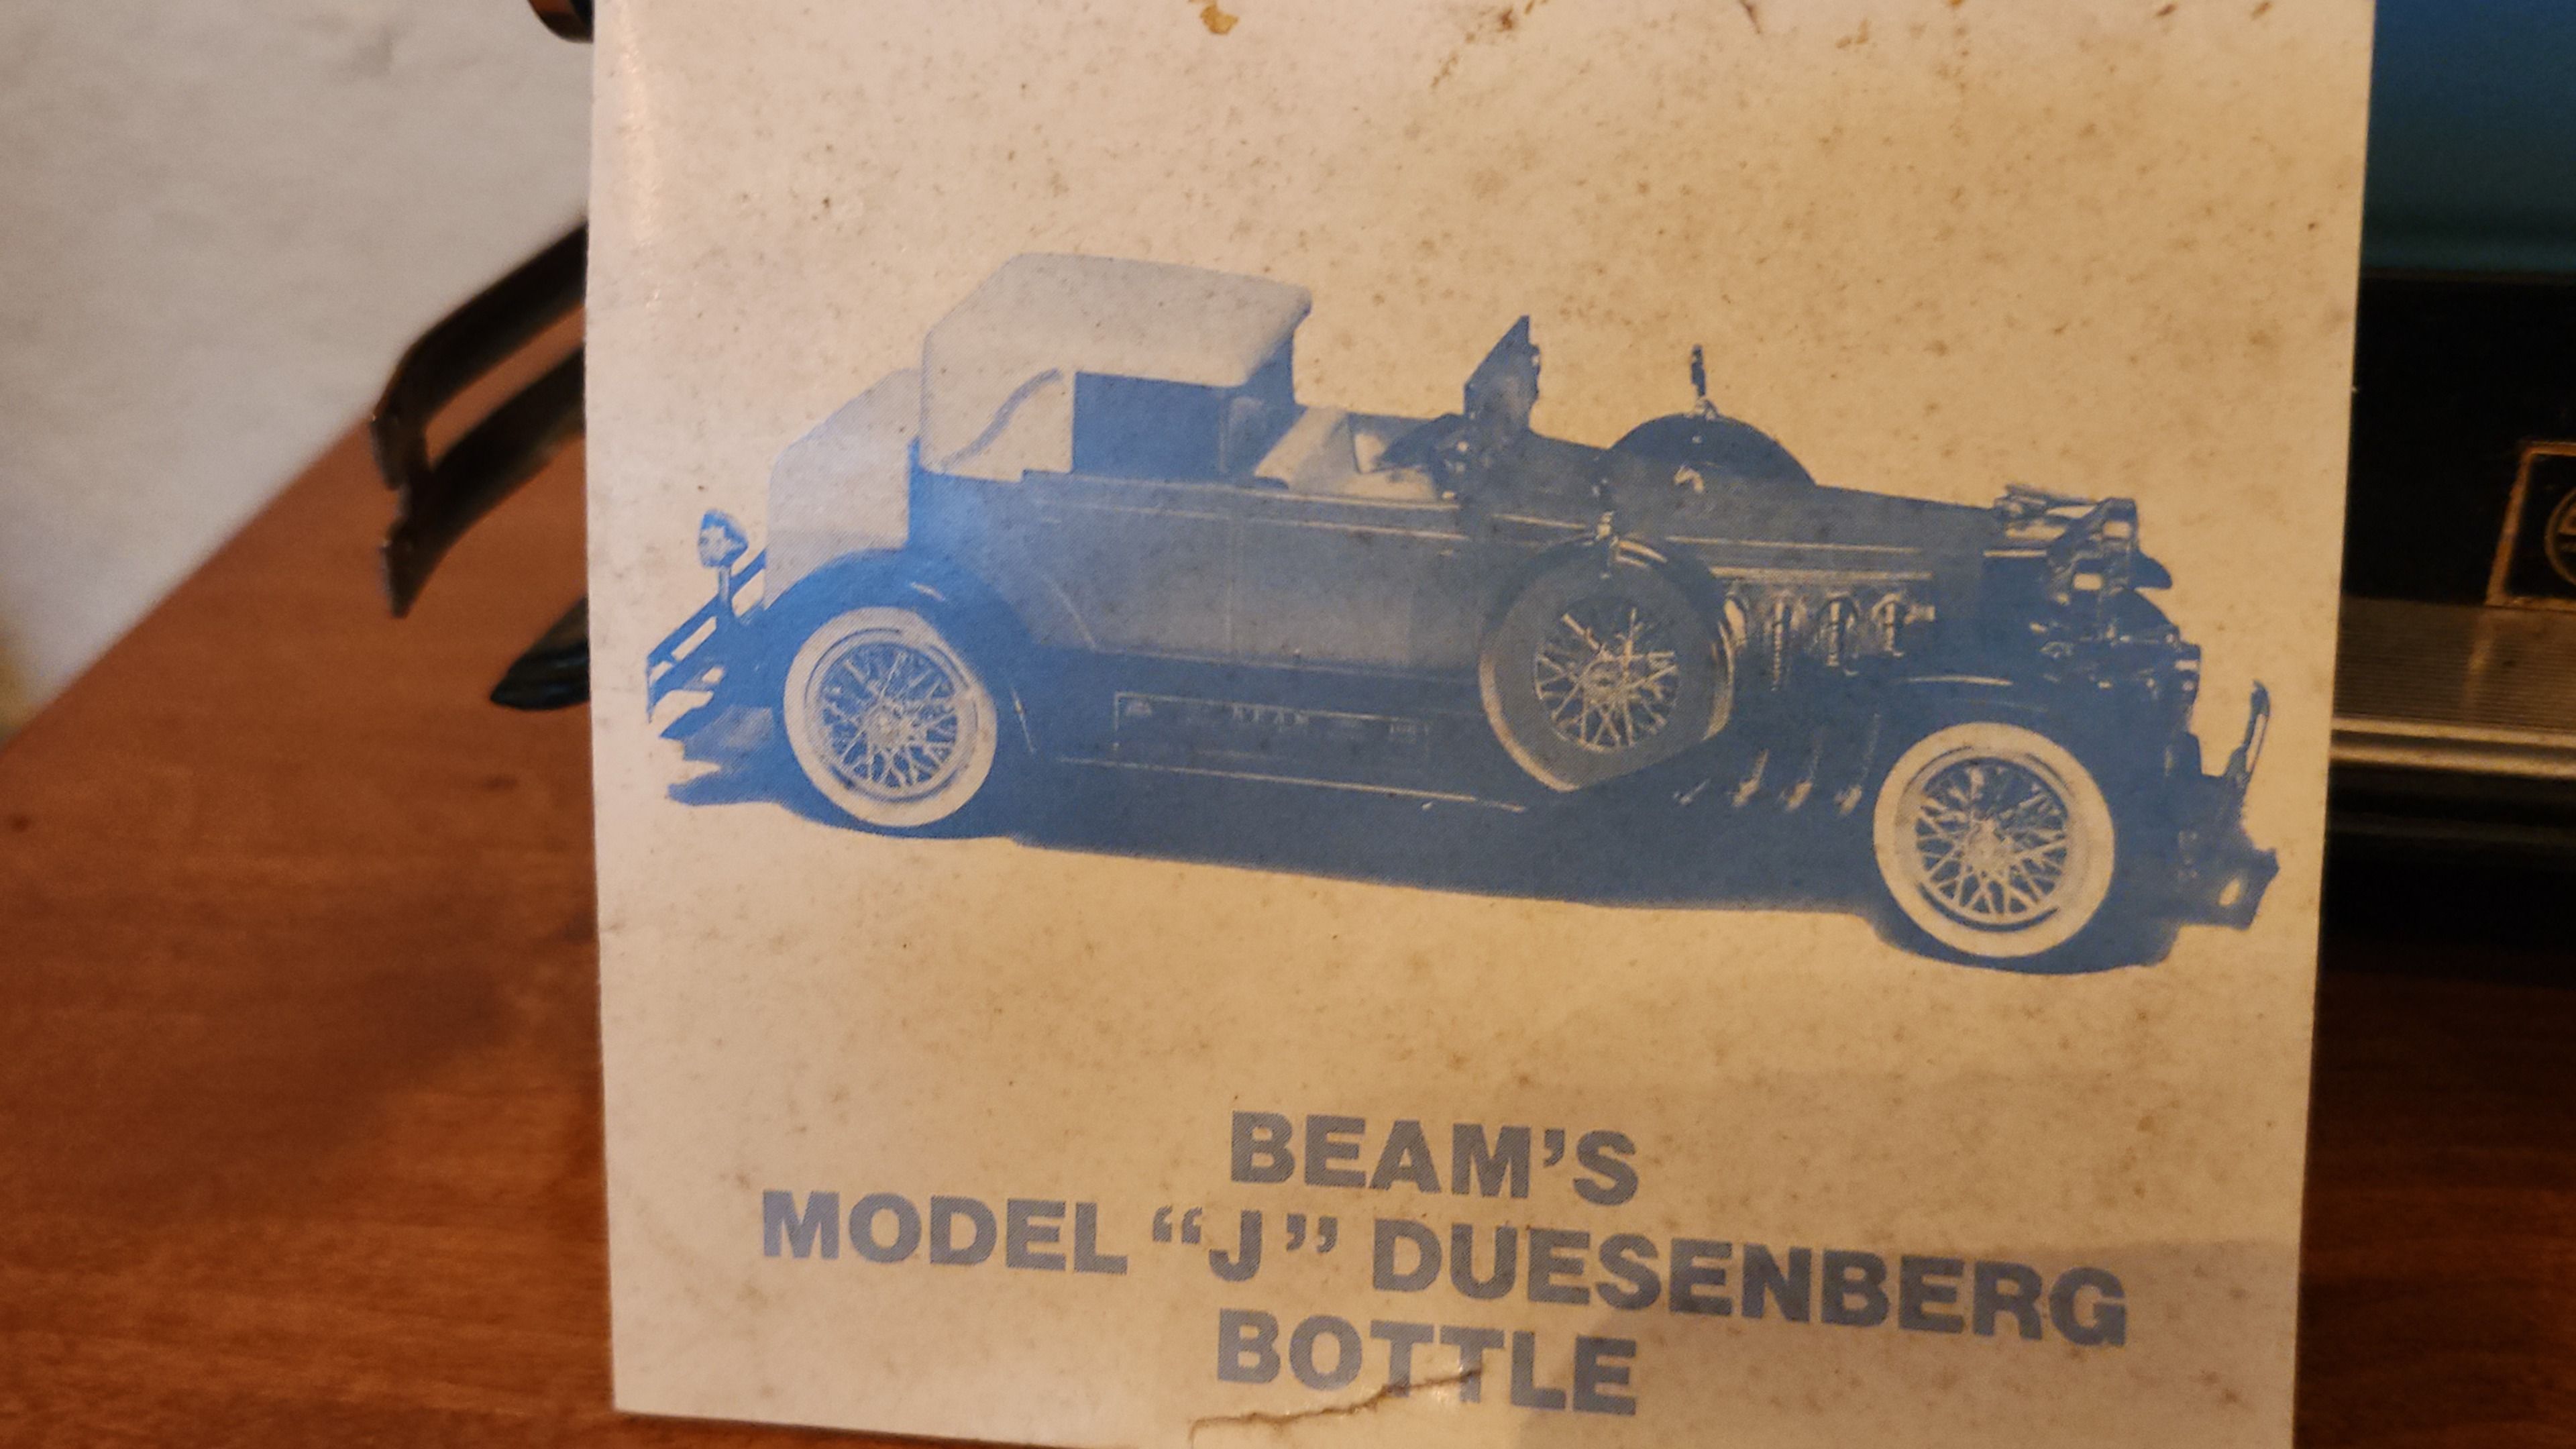 BEAM'S
MODEL “J” DUESENBERG
BOTTLE